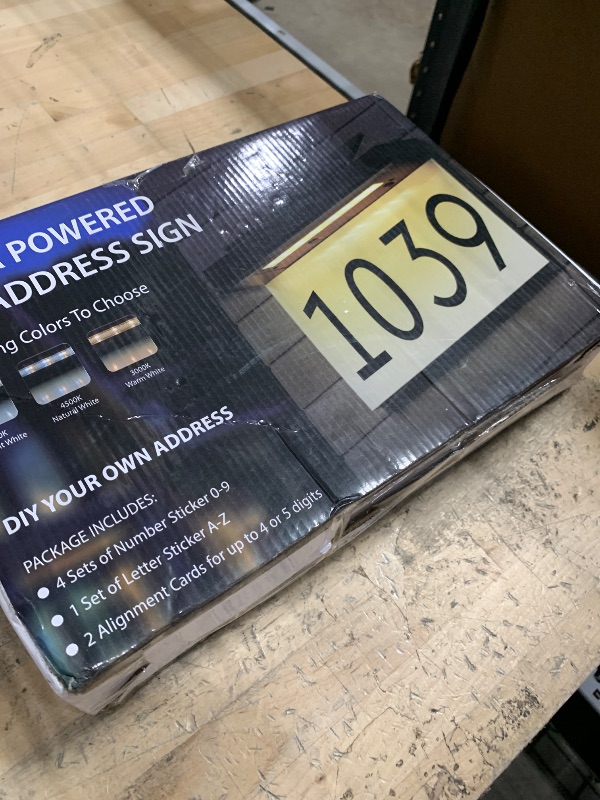 POWERED
ADDRESS SIGN
Colors To Choose
4500K
Natural White
3000K
Warm White
White
DIY YOUR OWN ADDRESS
PACKAGE INCLUDES:
● 4 Sets of Number Sticker 0-9
● 1 Set of Letter Sticker A-Z
● 2 Alignment Cards for up to 4 or 5 digits
1039